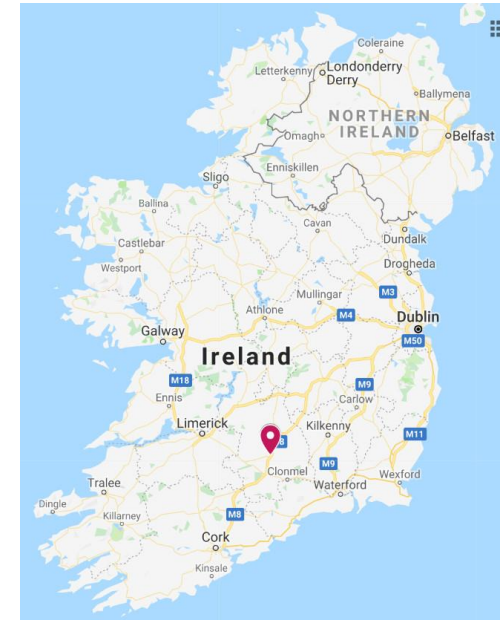 Coleraine
Letterkenny
Londonderry
Derry
Ballymena
NORTHERN
IRELAND
Omagh
Belfast
Enniskillen
Sligo
Ballina
Cavan
Dundalk
Castlebar
Westport
Drogheda
Mullingar
M3
Athlone
M4
Dublin
Galway
M50
Ireland
M18
M9
Ennis
Carlow
Limerick
Kilkenny
M11
8
Clonmel
M9
Wexford
Tralee
Waterford
Dingle
Killarney
M8
Cork
Kinsale